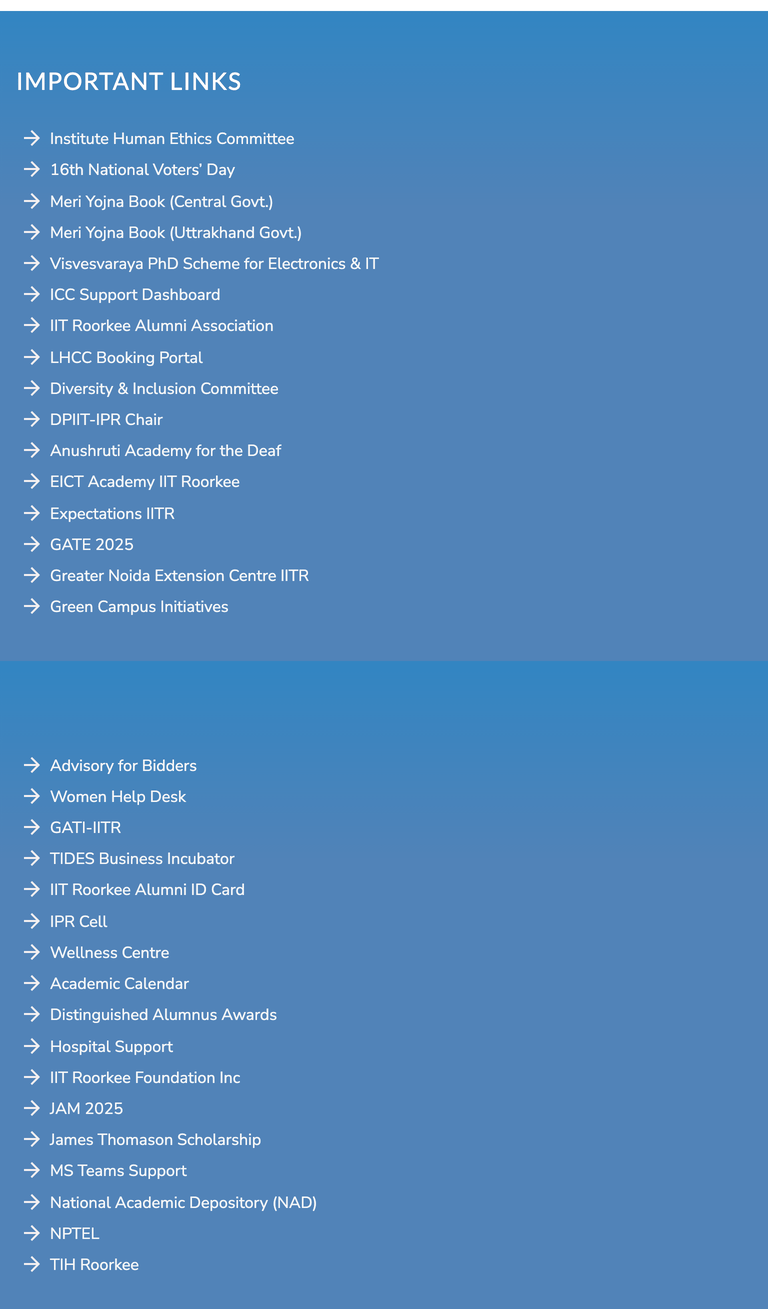 IMPORTANT LINKS
Institute Human Ethics Committee
16th National Voters' Day
Meri Yojna Book (Central Govt.)
Meri Yojna Book (Uttrakhand Govt.)
Visvesvaraya PhD Scheme for Electronics & IT
ICC Support Dashboard
IIT Roorkee Alumni Association
LHCC Booking Portal
Diversity & Inclusion Committee
DPIIT-IPR Chair
Anushruti Academy for the Deaf
EICT Academy IIT Roorkee
Expectations IITR
GATE 2025
Greater Noida Extension Centre IITR
Green Campus Initiatives
Advisory for Bidders
Women Help Desk
GATI-IITR
TIDES Business Incubator
IIT Roorkee Alumni ID Card
IPR Cell
Wellness Centre
Academic Calendar
Distinguished Alumnus Awards
Hospital Support
IIT Roorkee Foundation Inc
JAM 2025
James Thomason Scholarship
MS Teams Support
National Academic Depository (NAD)
NPTEL
TIH Roorkee